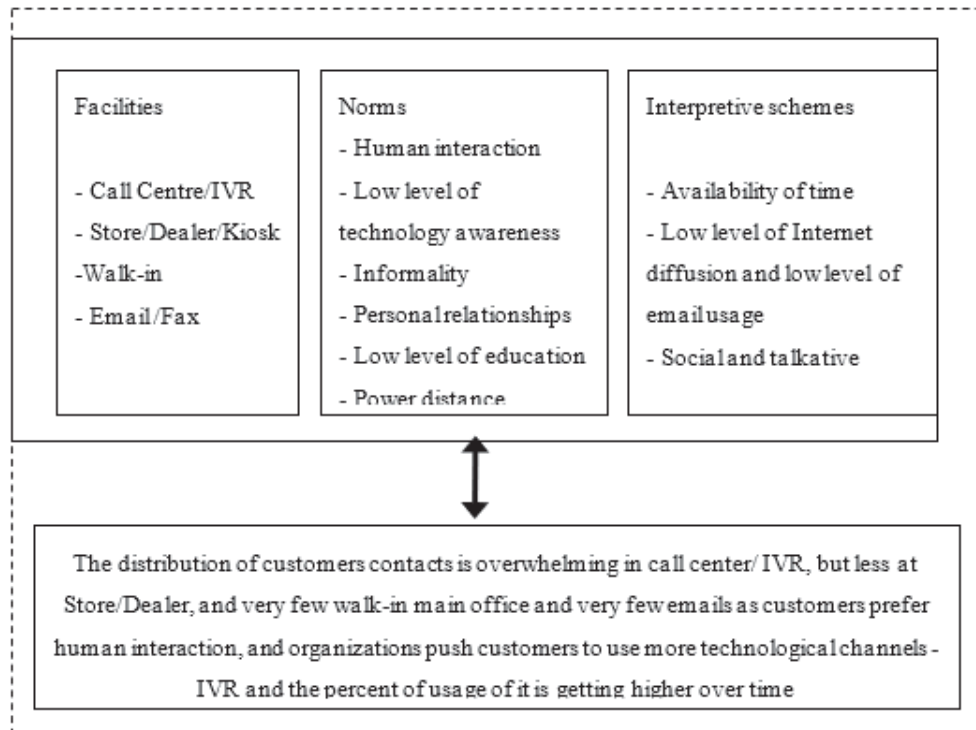 Facilities
- Call Centre/IVR
- Store/Dealer/Kiosk
-Walk-in
- Email/Fax
Norms
- Human interaction
- Low level of
technology awareness
- Informality
- Personal relationships
- Low level of education
- Power distance
Interpretive schemes
- Availability of time
- Low level of Internet
diffusion and low level of
email usage
- Social and talkative
The distribution of customers contacts is overwhelming in call center/ IVR, but less at
Store/Dealer, and very few walk-in main office and very few emails as customers prefer
human interaction, and organizations push customers to use more technological channels -
IVR and the percent of usage of it is getting higher over time